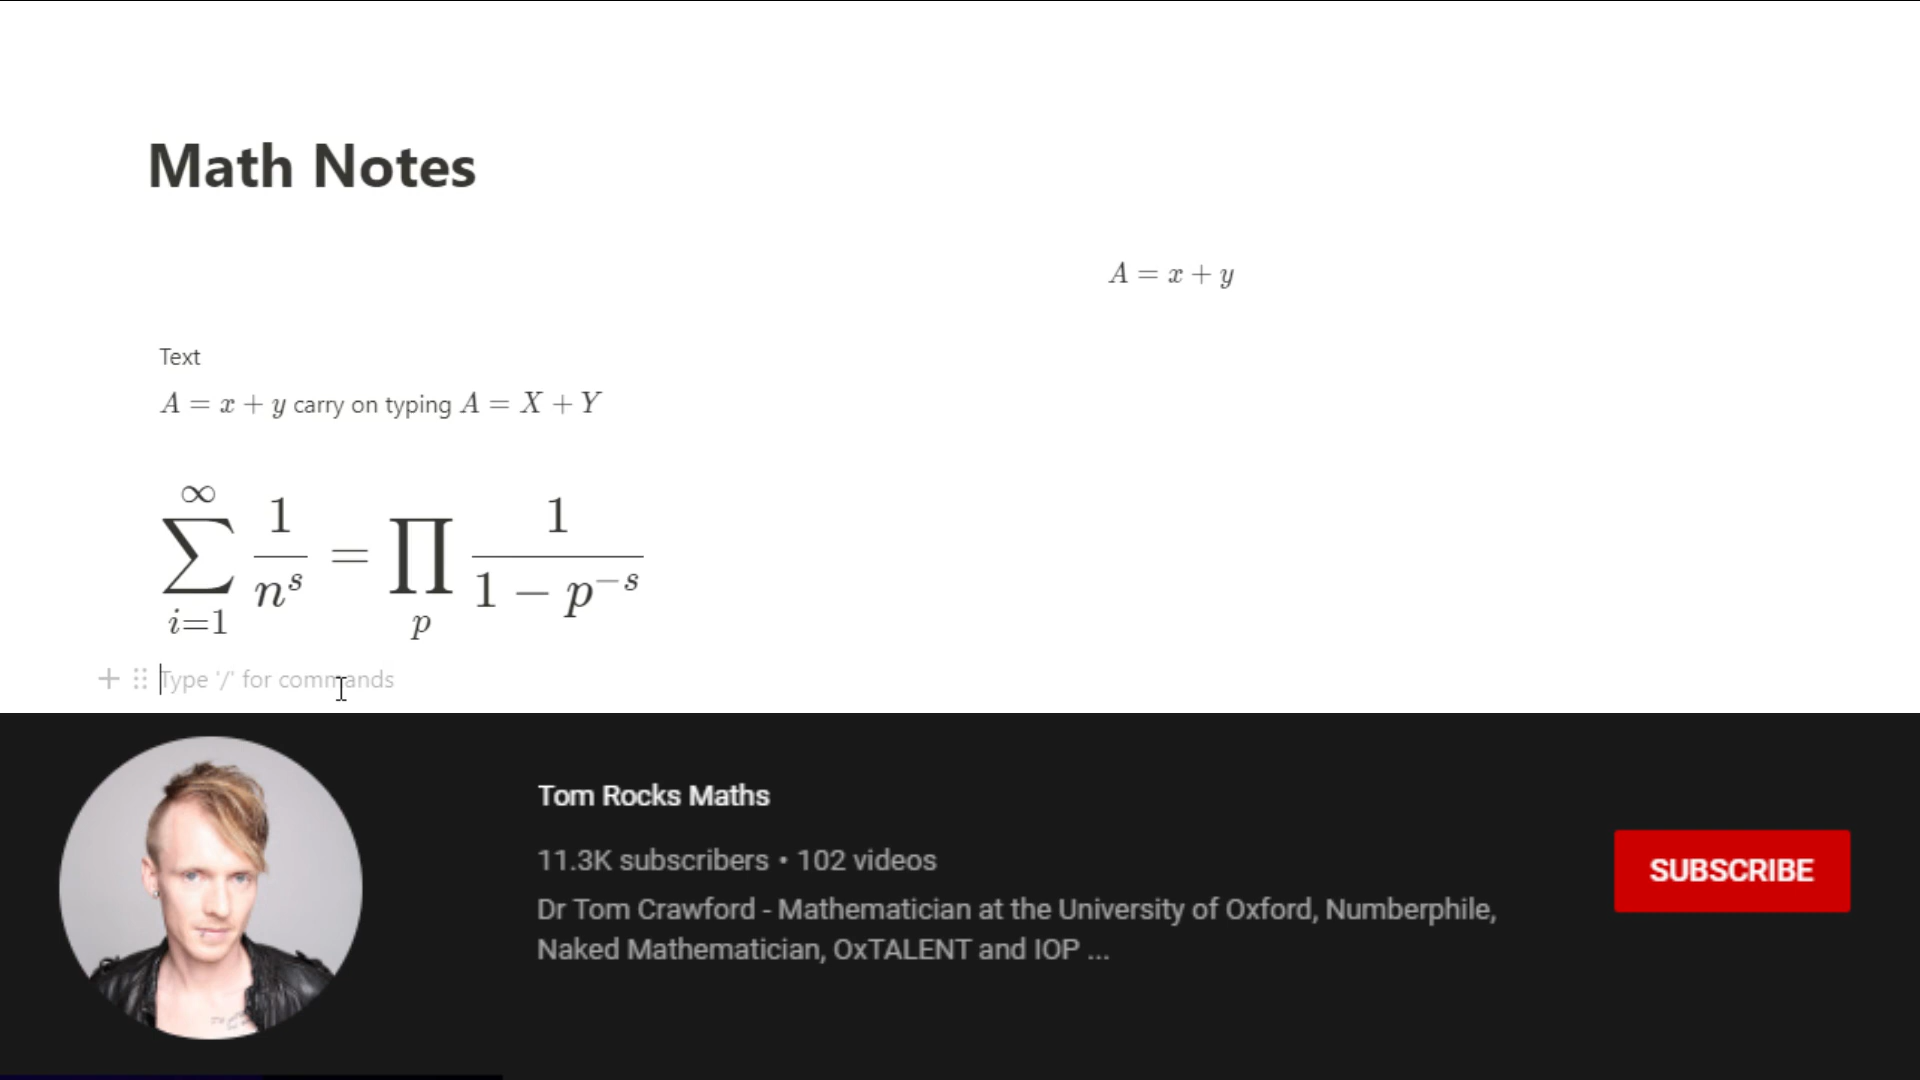 Math Notes
A = x + y
Text
A = x + y carry on typing A = X + Y
∑_{i=1}^{∞} 1/n^s = ∏_p 1/(1 − p^{−s})
Type '/' for commands
Tom Rocks Maths
11.3K subscribers • 102 videos
SUBSCRIBE
Dr Tom Crawford - Mathematician at the University of Oxford, Numberphile,
Naked Mathematician, OxTALENT and IOP ...